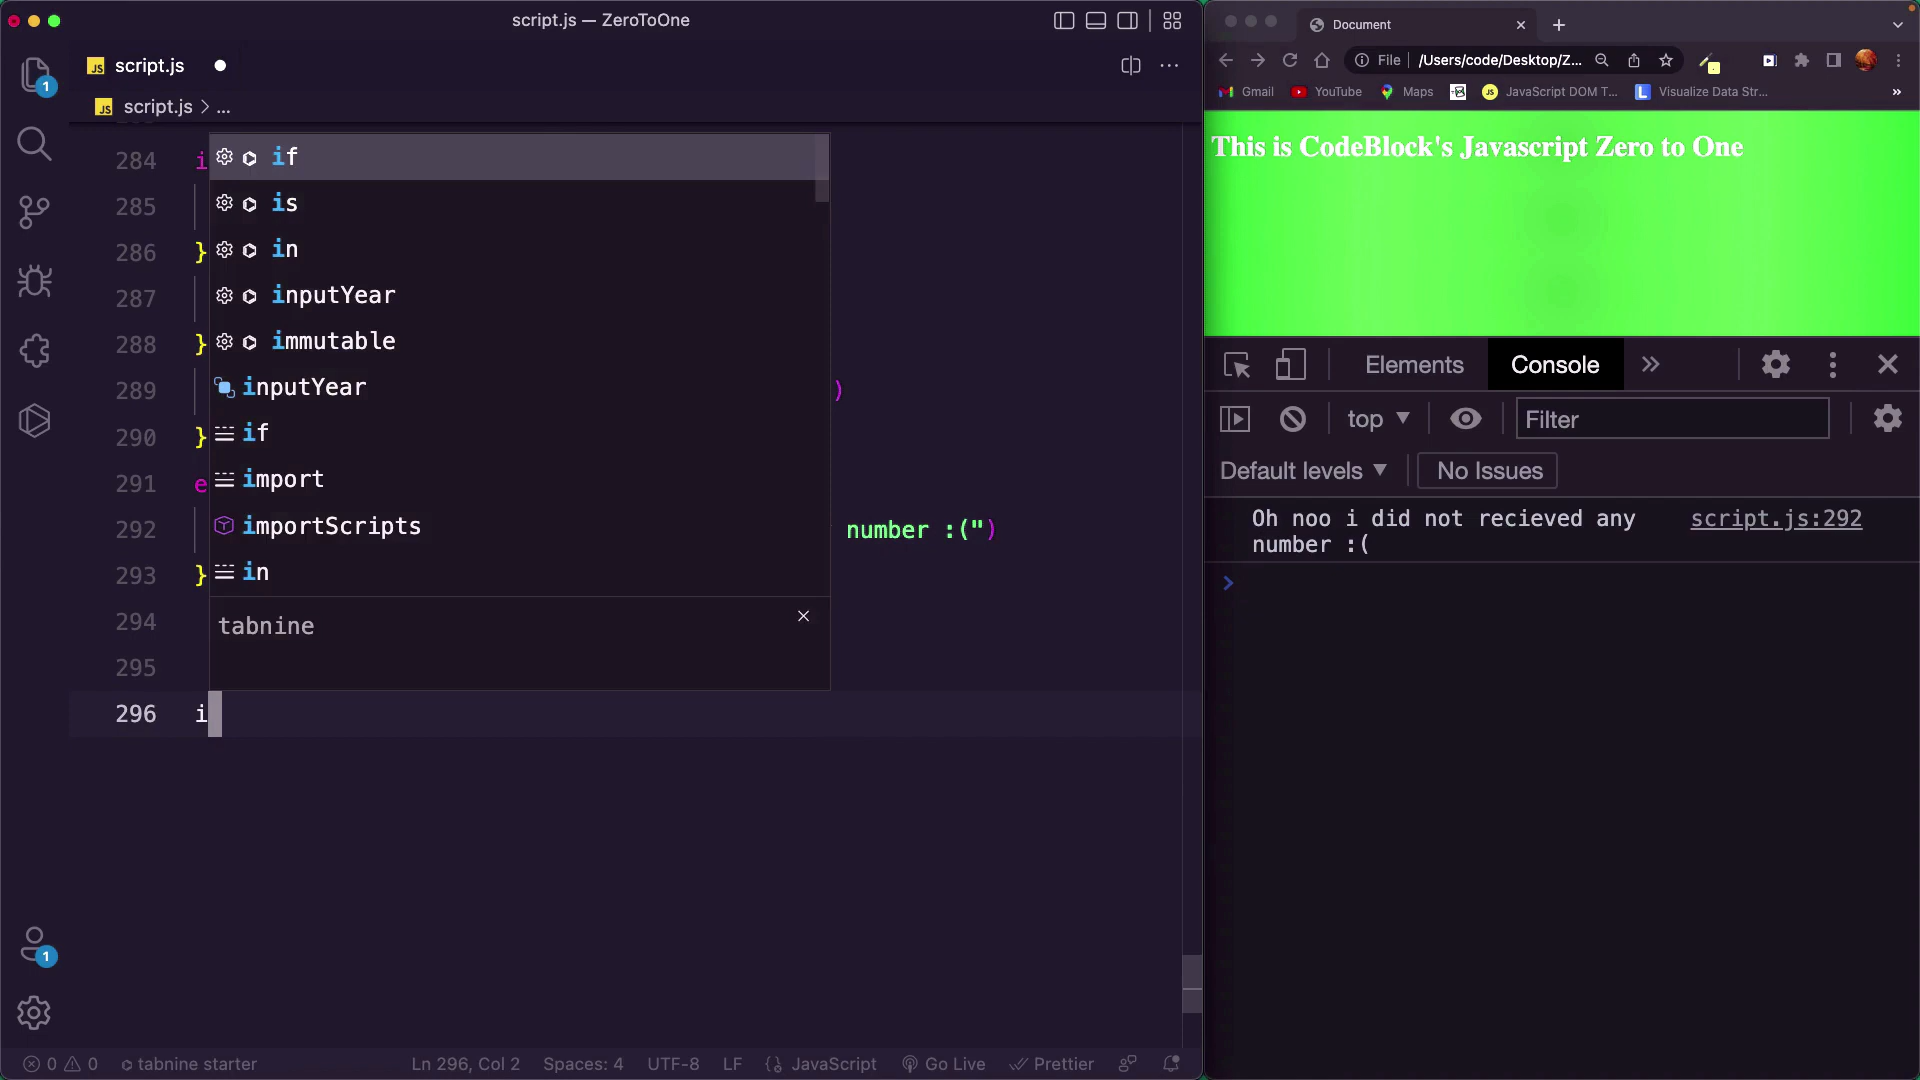 script.js — ZeroToOne
script.js
script.js > ...
284 i
285
286 }
287
288 }
289 )
290 }
291 e
292 number :(")
293 }
294
295
296 i
if
is
in
inputYear
immutable
inputYear
if
import
importScripts
in
tabnine
1
1
0 0 tabnine starter Ln 296, Col 2 Spaces: 4 UTF-8 LF {} JavaScript Go Live Prettier
Document
File /Users/code/Desktop/Z...
Gmail YouTube Maps JavaScript DOM T... Visualize Data Str... »
This is CodeBlock's Javascript Zero to One
Elements Console »
top Filter
Default levels No Issues
Oh noo i did not recieved any script.js:292
number :(
>